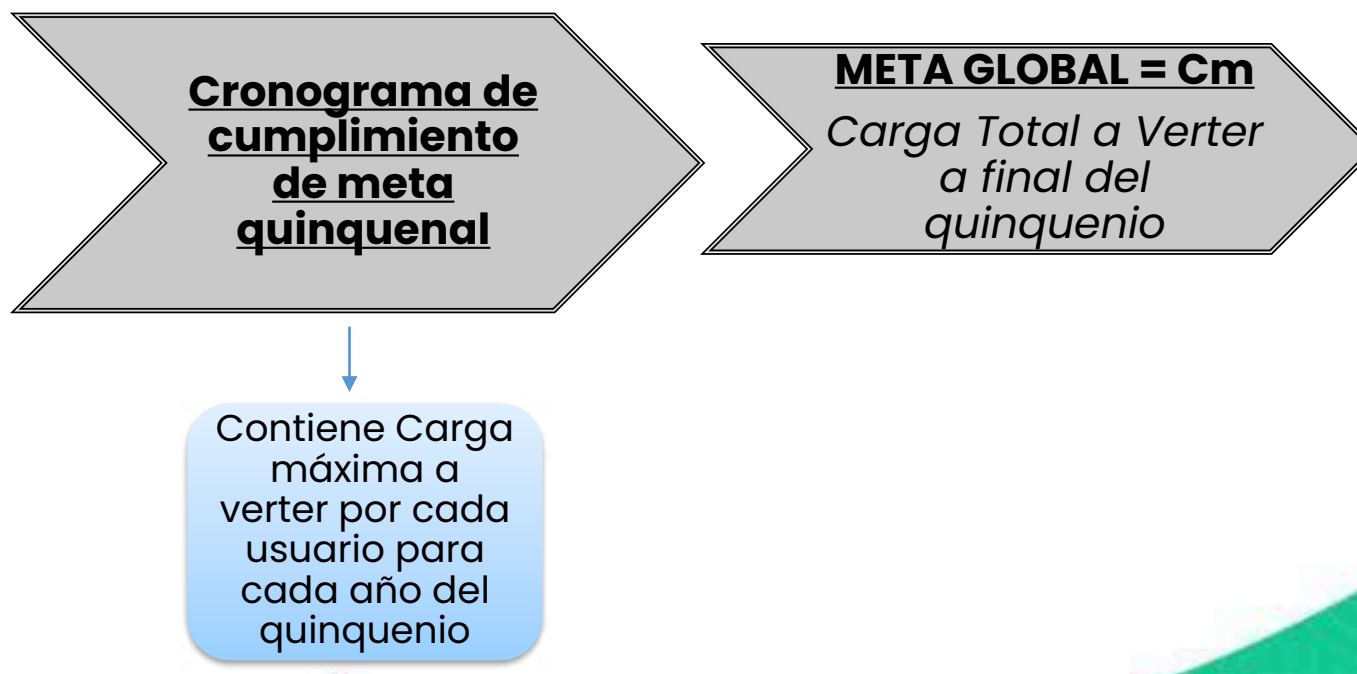 Cronograma de
cumplimiento
de meta
quinquenal
META GLOBAL = Cm
Carga Total a Verter
a final del
quinquenio
Contiene Carga
máxima a
verter por cada
usuario para
cada año del
quinquenio